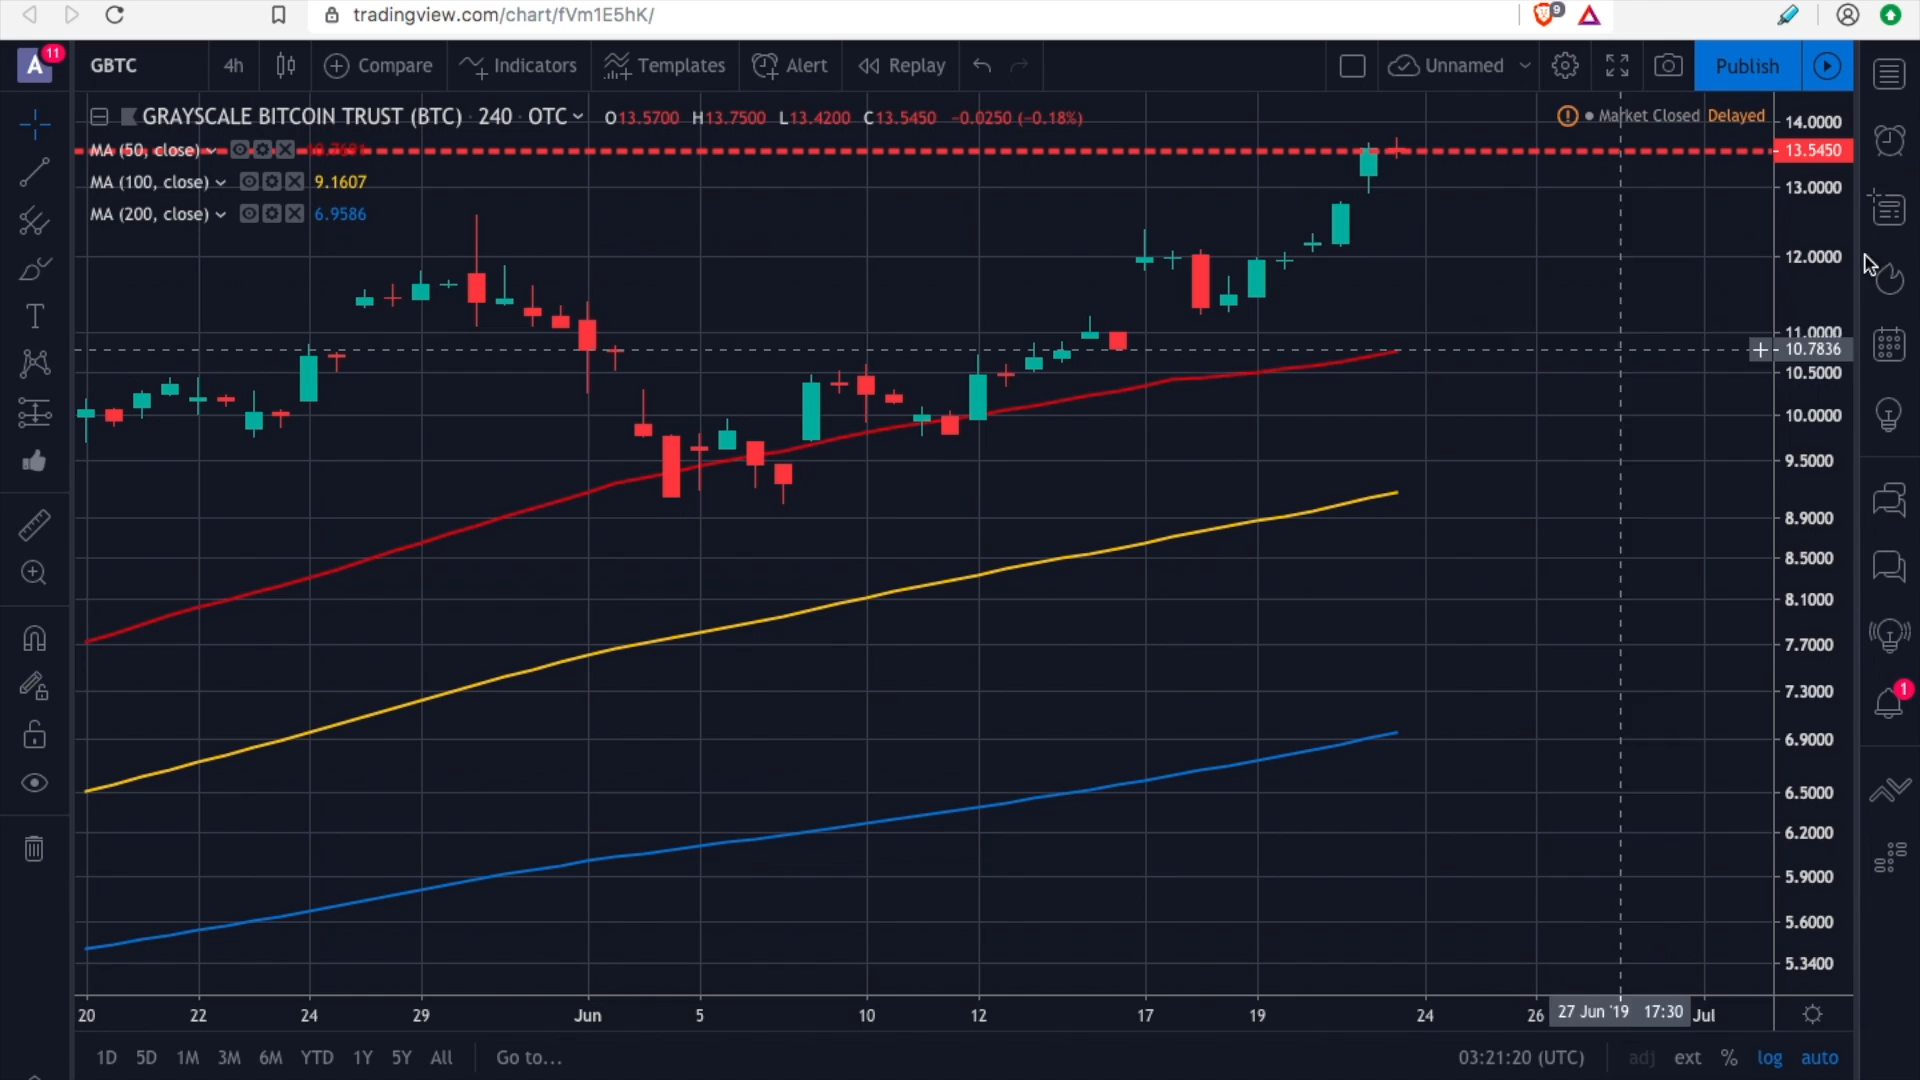 tradingview.com/chart/fVm1E5hK/
9
A
11
GBTC
4h
Compare
Indicators
Templates
Alert
Replay
Unnamed
Publish
GRAYSCALE BITCOIN TRUST (BTC) · 240 · OTC
O13.5700 H13.7500 L13.4200 C13.5450 −0.0250 (−0.18%)
Market Closed
Delayed
MA (50, close)
MA (100, close) 9.1607
MA (200, close) 6.9586
14.0000
13.5450
13.0000
12.0000
11.0000
10.7836
10.5000
10.0000
9.5000
8.9000
8.5000
8.1000
7.7000
7.3000
6.9000
6.5000
6.2000
5.9000
5.6000
5.3400
1
20
22
24
29
Jun
5
10
12
17
19
24
26
27 Jun '19 17:30
Jul
1D
5D
1M
3M
6M
YTD
1Y
5Y
All
Go to...
03:21:20 (UTC)
adj
ext
%
log
auto